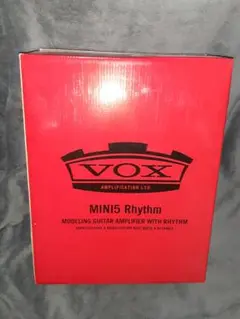 VOX
AMPLIFICATION LTD.
MINI5 Rhythm
MODELING GUITAR AMPLIFIER WITH RHYTHM